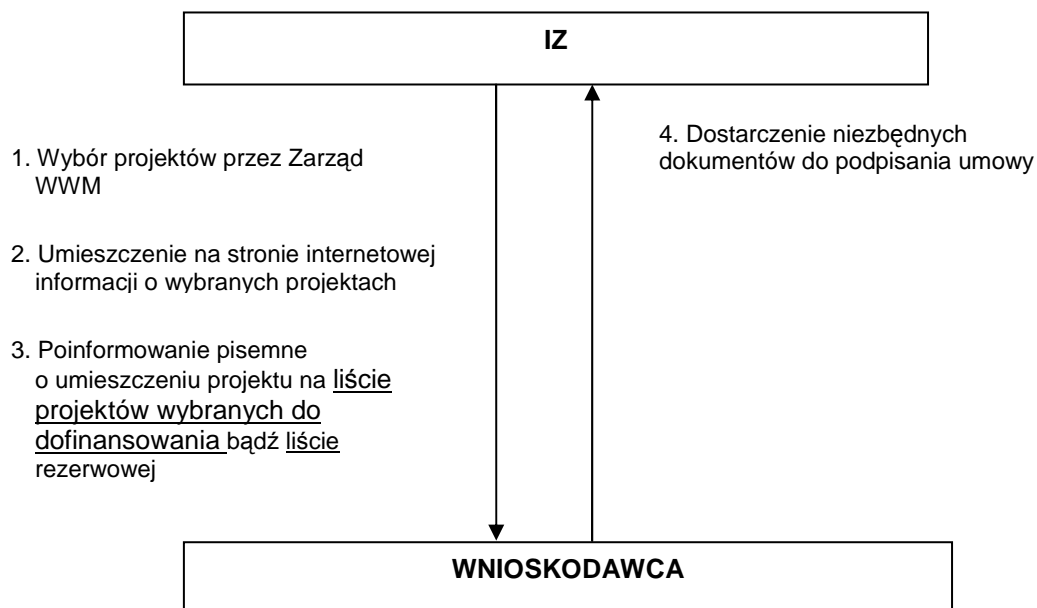 IZ
1. Wybór projektów przez Zarząd
WWM
2. Umieszczenie na stronie internetowej
informacji o wybranych projektach
3. Poinformowanie pisemne
o umieszczeniu projektu na liście
projektów wybranych do
dofinansowania bądź liście
rezerwowej
4. Dostarczenie niezbędnych
dokumentów do podpisania umowy
WNIOSKODAWCA